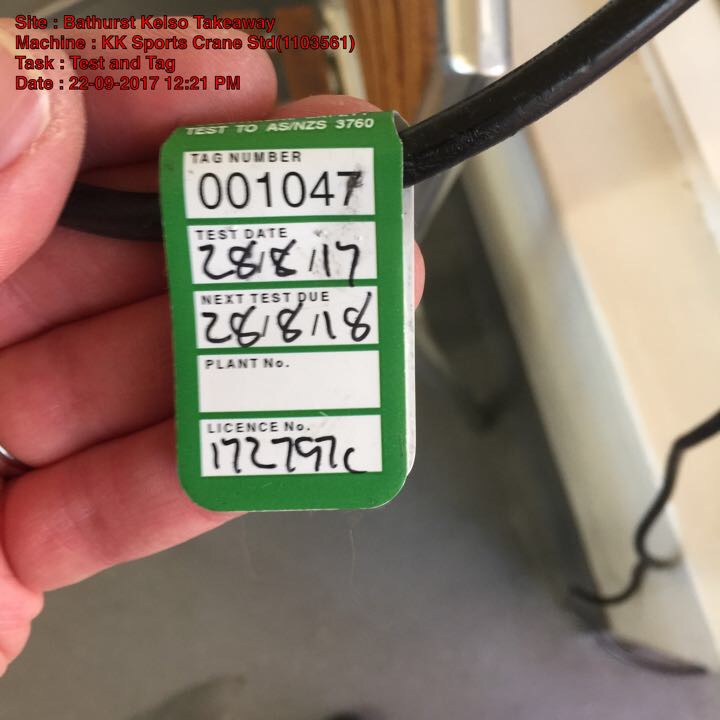 Site : Bathurst Kelso Takeaway
Machine : KK Sports Crane Std(1103561)
Task : Test and Tag
Date : 22-09-2017 12:21 PM
TEST TO AS/NZS 3760
TAG NUMBER
001047
TEST DATE
28/8/17
NEXT TEST DUE
28/8/18
PLANT No.
LICENCE No.
172797C